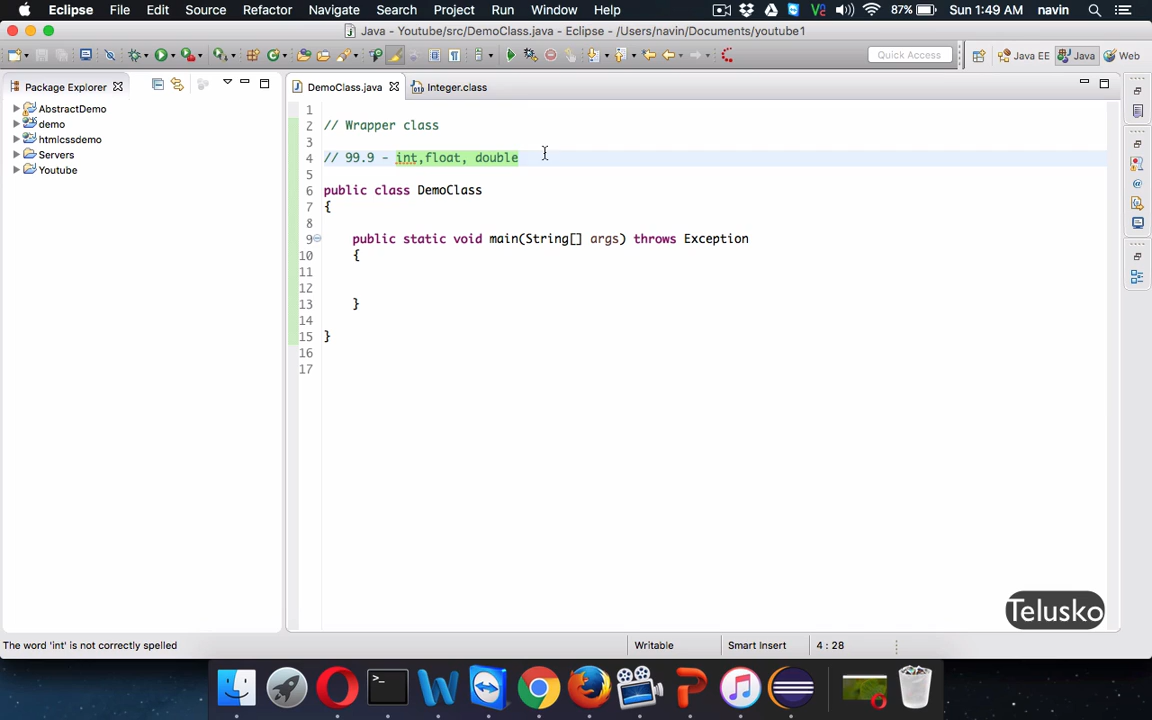 Eclipse File Edit Source Refactor Navigate Search Project Run Window Help 87% Sun 1:49 AM navin
Java - Youtube/src/DemoClass.java - Eclipse - /Users/navin/Documents/youtube1
Quick Access Java EE Java Web
Package Explorer
AbstractDemo
demo
htmlcssdemo
Servers
Youtube
DemoClass.java Integer.class
1
2 // Wrapper class
3
4 // 99.9 - int,float, double
5
6 public class DemoClass
7 {
8
9 public static void main(String[] args) throws Exception
10 {
11
12
13 }
14
15 }
16
17
Telusko
The word 'int' is not correctly spelled Writable Smart Insert 4 : 28